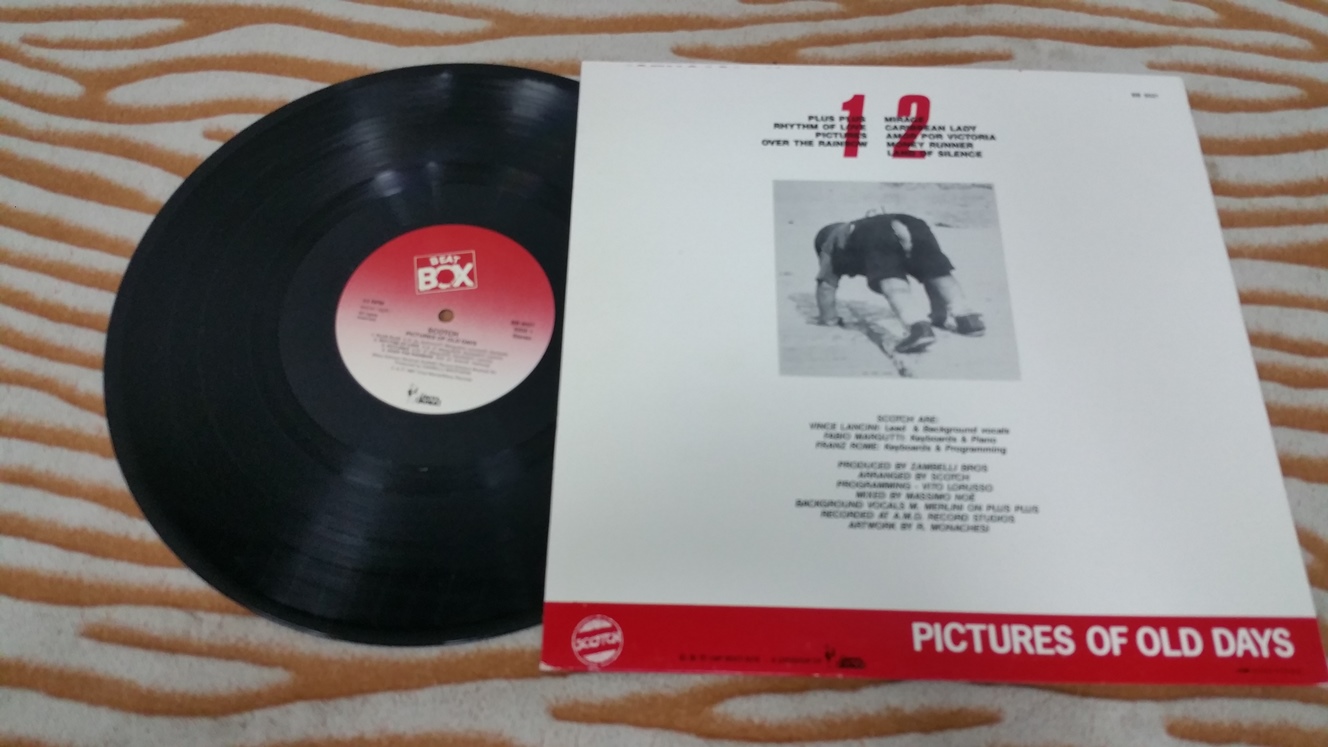 BEAT
BOX
SCOTCH
PICTURES OF OLD DAYS
1 2
PLUS PLUS
RHYTHM OF LOVE
PICTURES
OVER THE RAINBOW
MIRAGE
CARIBBEAN LADY
AMOR POR VICTORIA
MONEY RUNNER
LAND OF SILENCE
SCOTCH ARE:
VINCE LANCINI: Lead & Background vocals
FABIO MARGUTTI: Keyboards & Piano
FRANZ ROME: Keyboards & Programming
PRODUCED BY ZAMBELLI BROS
ARRANGED BY SCOTCH
PROGRAMMING - VITO LORUSSO
MIXED BY MASSIMO NOÈ
BACKGROUND VOCALS M. MERLINI ON PLUS PLUS
RECORDED AT A.M.D. RECORD STUDIOS
ARTWORK BY R. MONACHESI
SCOTCH
PICTURES OF OLD DAYS